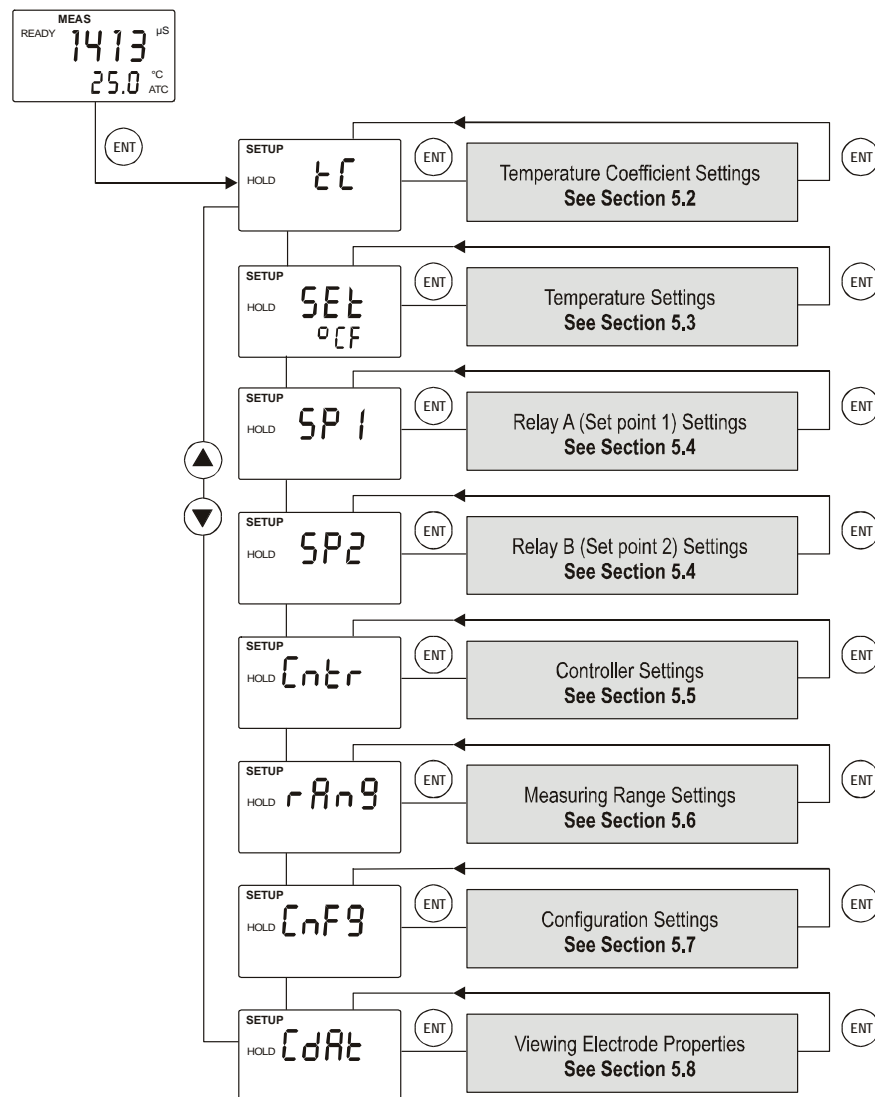 MEAS
READY 1413 µS
25.0 °C
ATC
ENT
SETUP
HOLD tC
ENT
Temperature Coefficient Settings
See Section 5.2
ENT
SETUP
HOLD SEt
°CF
ENT
Temperature Settings
See Section 5.3
ENT
SETUP
HOLD SP1
ENT
Relay A (Set point 1) Settings
See Section 5.4
ENT
SETUP
HOLD SP2
ENT
Relay B (Set point 2) Settings
See Section 5.4
ENT
SETUP
HOLD Cntr
ENT
Controller Settings
See Section 5.5
ENT
SETUP
HOLD rAng
ENT
Measuring Range Settings
See Section 5.6
ENT
SETUP
HOLD CnFg
ENT
Configuration Settings
See Section 5.7
ENT
SETUP
HOLD CdAt
ENT
Viewing Electrode Properties
See Section 5.8
ENT